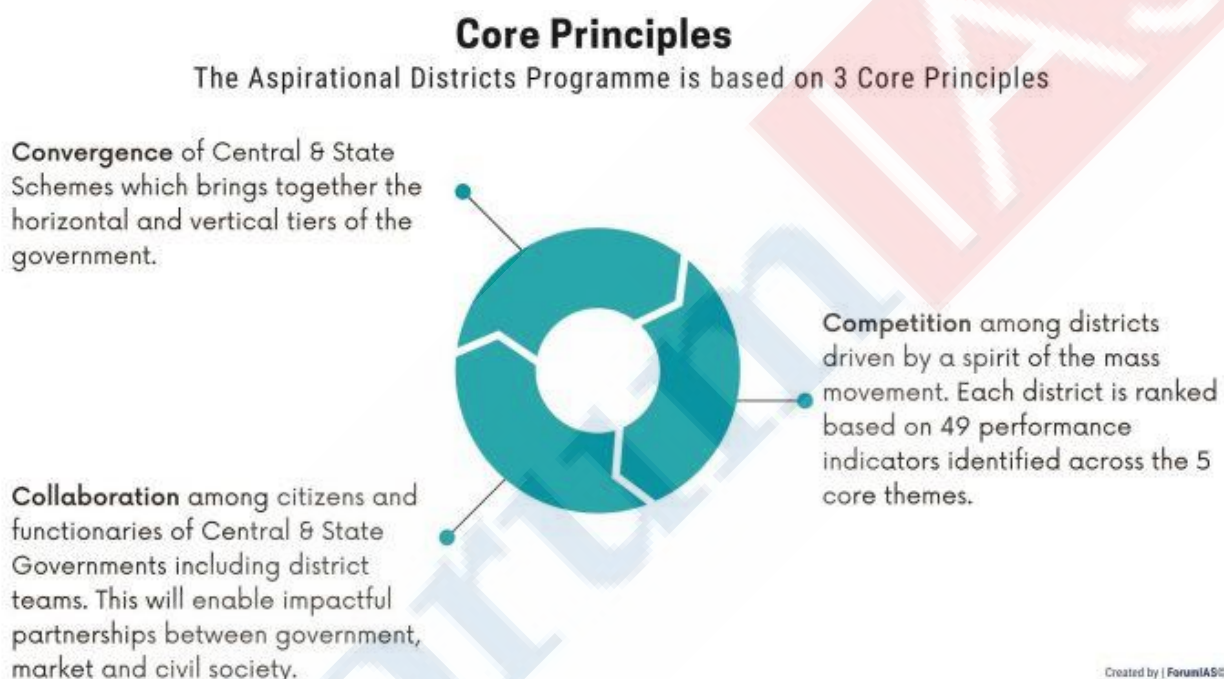 Core Principles
The Aspirational Districts Programme is based on 3 Core Principles
Convergence of Central & State
Schemes which brings together the
horizontal and vertical tiers of the
government.
Competition among districts
driven by a spirit of the mass
movement. Each district is ranked
based on 49 performance
indicators identified across the 5
core themes.
Collaboration among citizens and
functionaries of Central & State
Governments including district
teams. This will enable impactful
partnerships between government,
market and civil society.
Created by | ForumIAS©